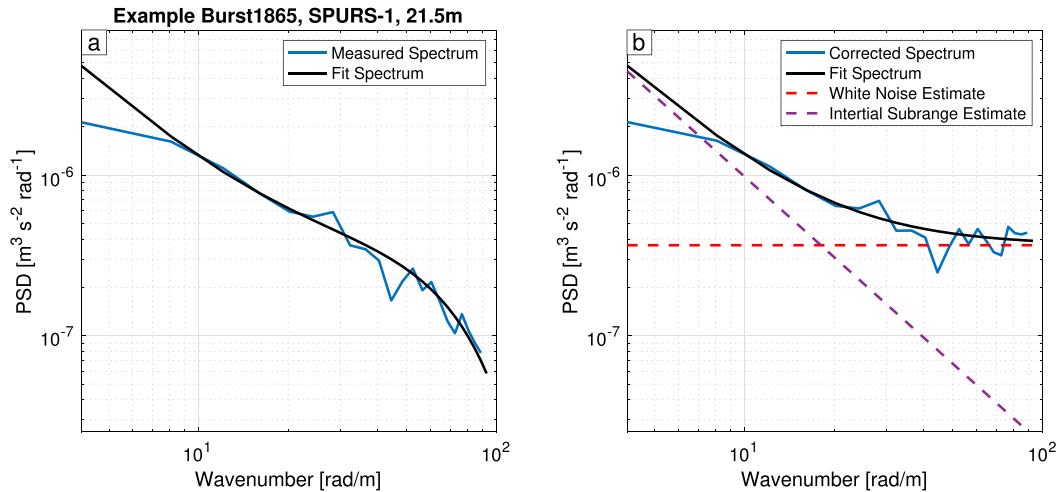 Example Burst1865, SPURS-1, 21.5m
a
Measured Spectrum
Fit Spectrum
PSD [m³ s⁻² rad⁻¹]
10⁻⁶
10⁻⁷
10¹
10²
Wavenumber [rad/m]
b
Corrected Spectrum
Fit Spectrum
White Noise Estimate
Intertial Subrange Estimate
PSD [m³ s⁻² rad⁻¹]
10⁻⁶
10⁻⁷
10¹
10²
Wavenumber [rad/m]